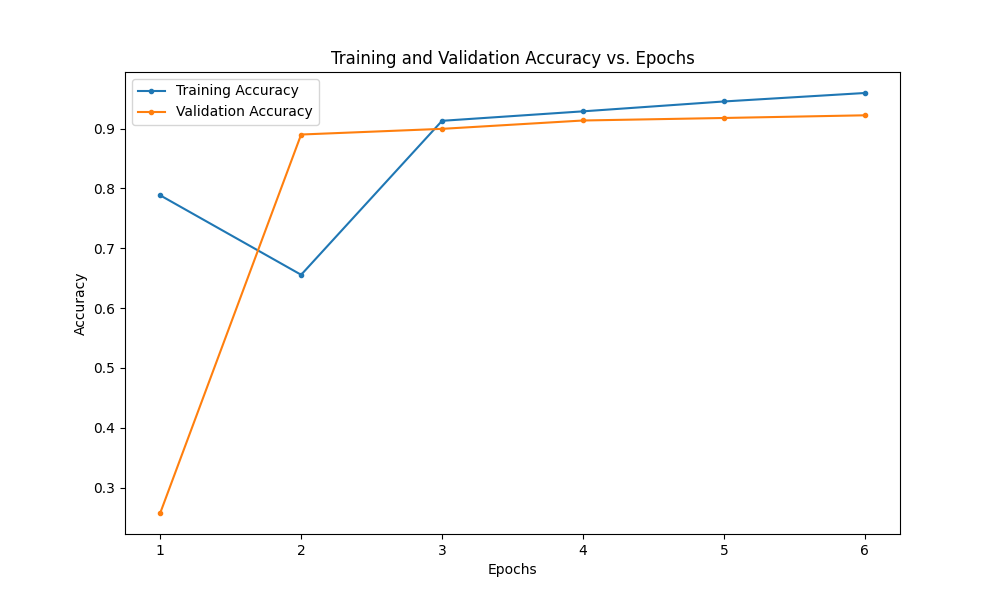 Training and Validation Accuracy vs. Epochs
Training Accuracy
Validation Accuracy
0.9
0.8
0.7
0.6
0.5
0.4
0.3
Accuracy
1 2 3 4 5 6
Epochs